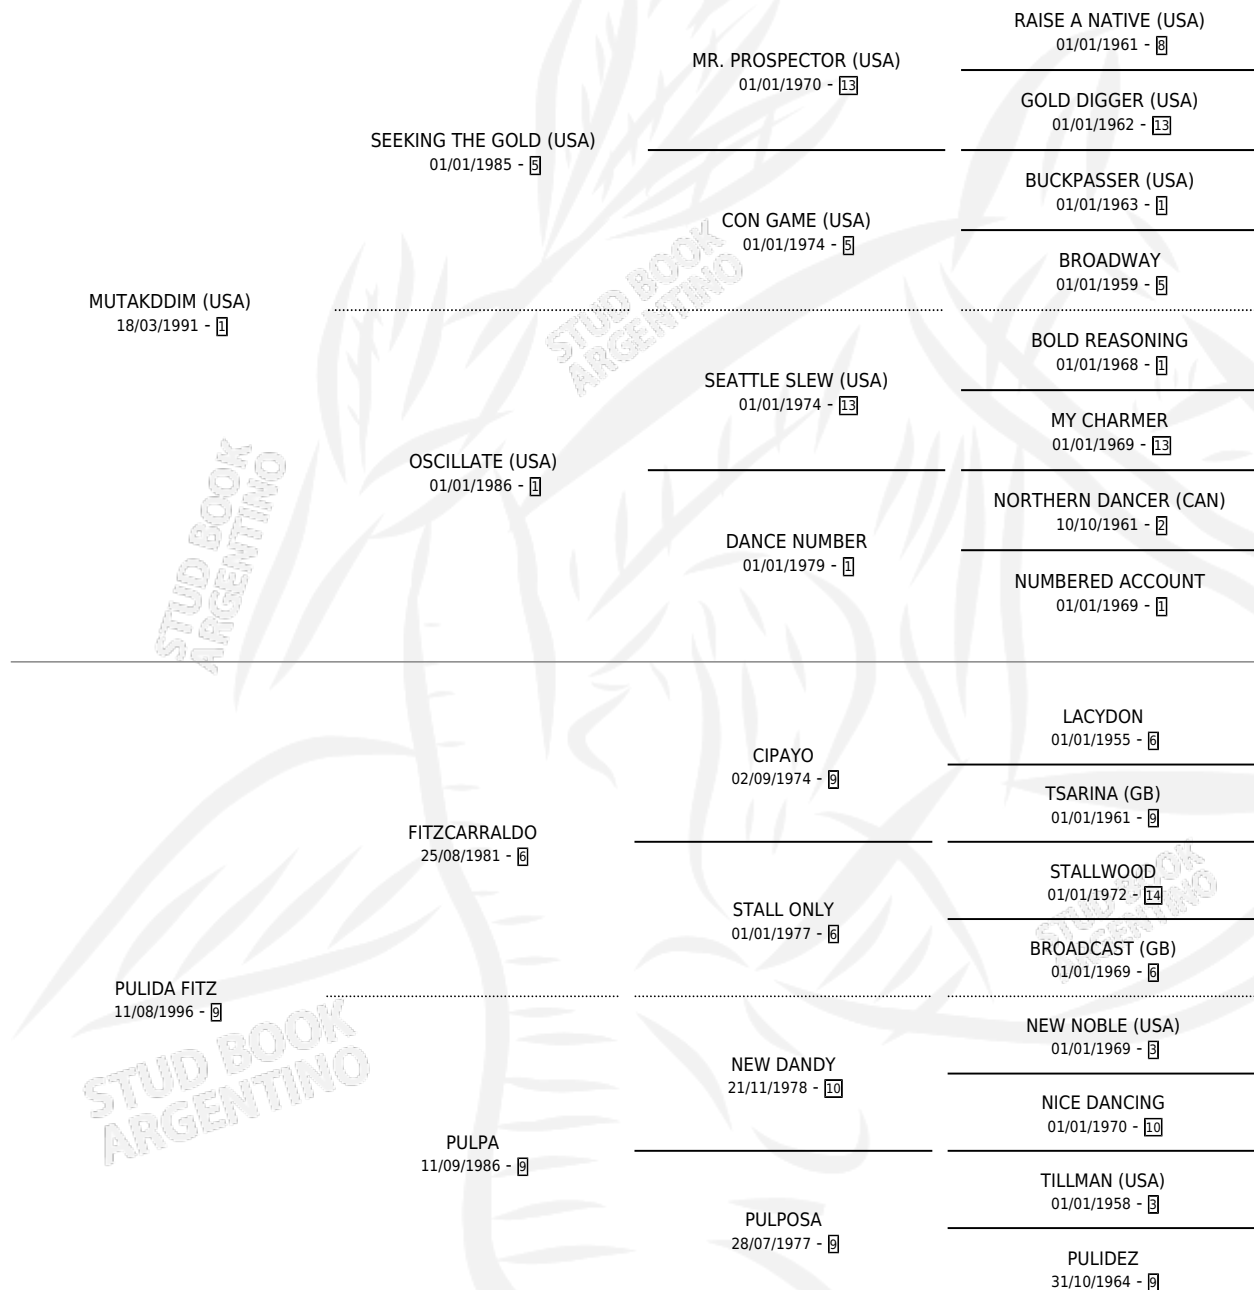 RAISE A NATIVE (USA)
01/01/1961 - 8
MR. PROSPECTOR (USA)
01/01/1970 - 13
GOLD DIGGER (USA)
01/01/1962 - 13
SEEKING THE GOLD (USA)
01/01/1985 - 5
BUCKPASSER (USA)
01/01/1963 - 1
CON GAME (USA)
01/01/1974 - 5
BROADWAY
01/01/1959 - 5
MUTAKDDIM (USA)
18/03/1991 - 1
BOLD REASONING
01/01/1968 - 1
SEATTLE SLEW (USA)
01/01/1974 - 13
MY CHARMER
01/01/1969 - 13
OSCILLATE (USA)
01/01/1986 - 1
NORTHERN DANCER (CAN)
10/10/1961 - 2
DANCE NUMBER
01/01/1979 - 1
NUMBERED ACCOUNT
01/01/1969 - 1
LACYDON
01/01/1955 - 6
CIPAYO
02/09/1974 - 9
TSARINA (GB)
01/01/1961 - 9
FITZCARRALDO
25/08/1981 - 6
STALLWOOD
01/01/1972 - 14
STALL ONLY
01/01/1977 - 6
BROADCAST (GB)
01/01/1969 - 6
PULIDA FITZ
11/08/1996 - 9
NEW NOBLE (USA)
01/01/1969 - 3
NEW DANDY
21/11/1978 - 10
NICE DANCING
01/01/1970 - 10
PULPA
11/09/1986 - 9
TILLMAN (USA)
01/01/1958 - 3
PULPOSA
28/07/1977 - 9
PULIDEZ
31/10/1964 - 9
STUD BOOK
ARGENTINO
STUD BOOK
ARGENTINO
STUD BOOK
ARGENTINO
STUD BOOK
ARGENTINO